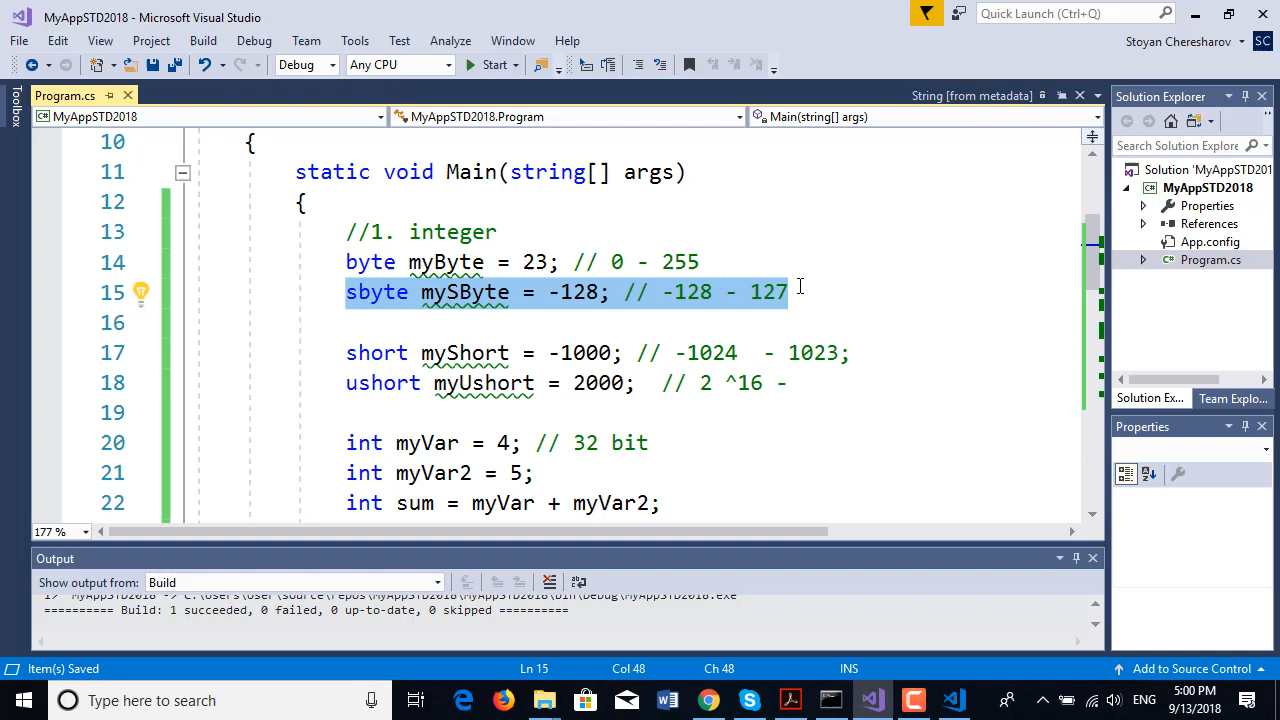 MyAppSTD2018 - Microsoft Visual Studio
Quick Launch (Ctrl+Q)
File Edit View Project Build Debug Team Tools Test Analyze Window Help
Stoyan Cheresharov SC
Debug Any CPU Start
Toolbox
Program.cs
String [from metadata]
MyAppSTD2018 MyAppSTD2018.Program Main(string[] args)
10 {
11 static void Main(string[] args)
12 {
13 //1. integer
14 byte myByte = 23; // 0 - 255
15 sbyte mySByte = -128; // -128 - 127
16
17 short myShort = -1000; // -1024  - 1023;
18 ushort myUshort = 2000;  // 2 ^16 -
19
20 int myVar = 4; // 32 bit
21 int myVar2 = 5;
22 int sum = myVar + myVar2;
177 %
Solution Explorer
Search Solution Explorer
Solution 'MyAppSTD201
MyAppSTD2018
Properties
References
App.config
Program.cs
Solution Ex... Team Explo...
Properties
Output
Show output from: Build
1> MyAppSTD2018 -> C:\Users\User\source\repos\MyAppSTD2018\MyAppSTD2018\bin\Debug\MyAppSTD2018.exe
========== Build: 1 succeeded, 0 failed, 0 up-to-date, 0 skipped ==========
Item(s) Saved Ln 15 Col 48 Ch 48 INS Add to Source Control
Type here to search
ENG
5:00 PM
9/13/2018